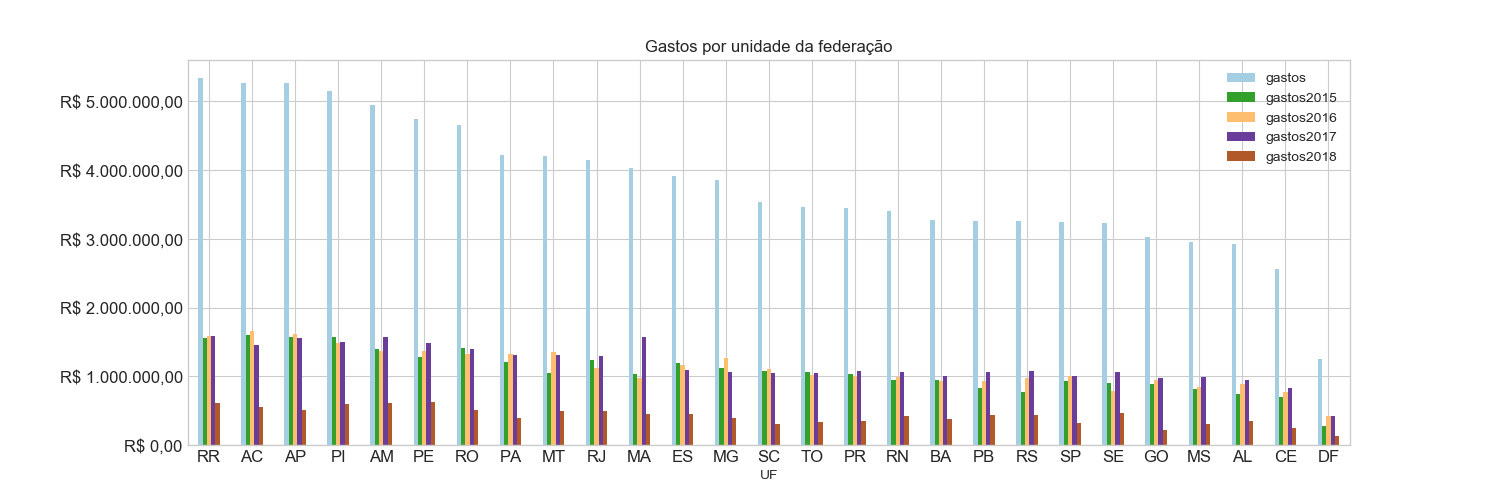 Gastos por unidade da federação
R$ 5.000.000,00
R$ 4.000.000,00
R$ 3.000.000,00
R$ 2.000.000,00
R$ 1.000.000,00
R$ 0,00
gastos
gastos2015
gastos2016
gastos2017
gastos2018
RR AC AP PI AM PE RO PA MT RJ MA ES MG SC TO PR RN BA PB RS SP SE GO MS AL CE DF
UF